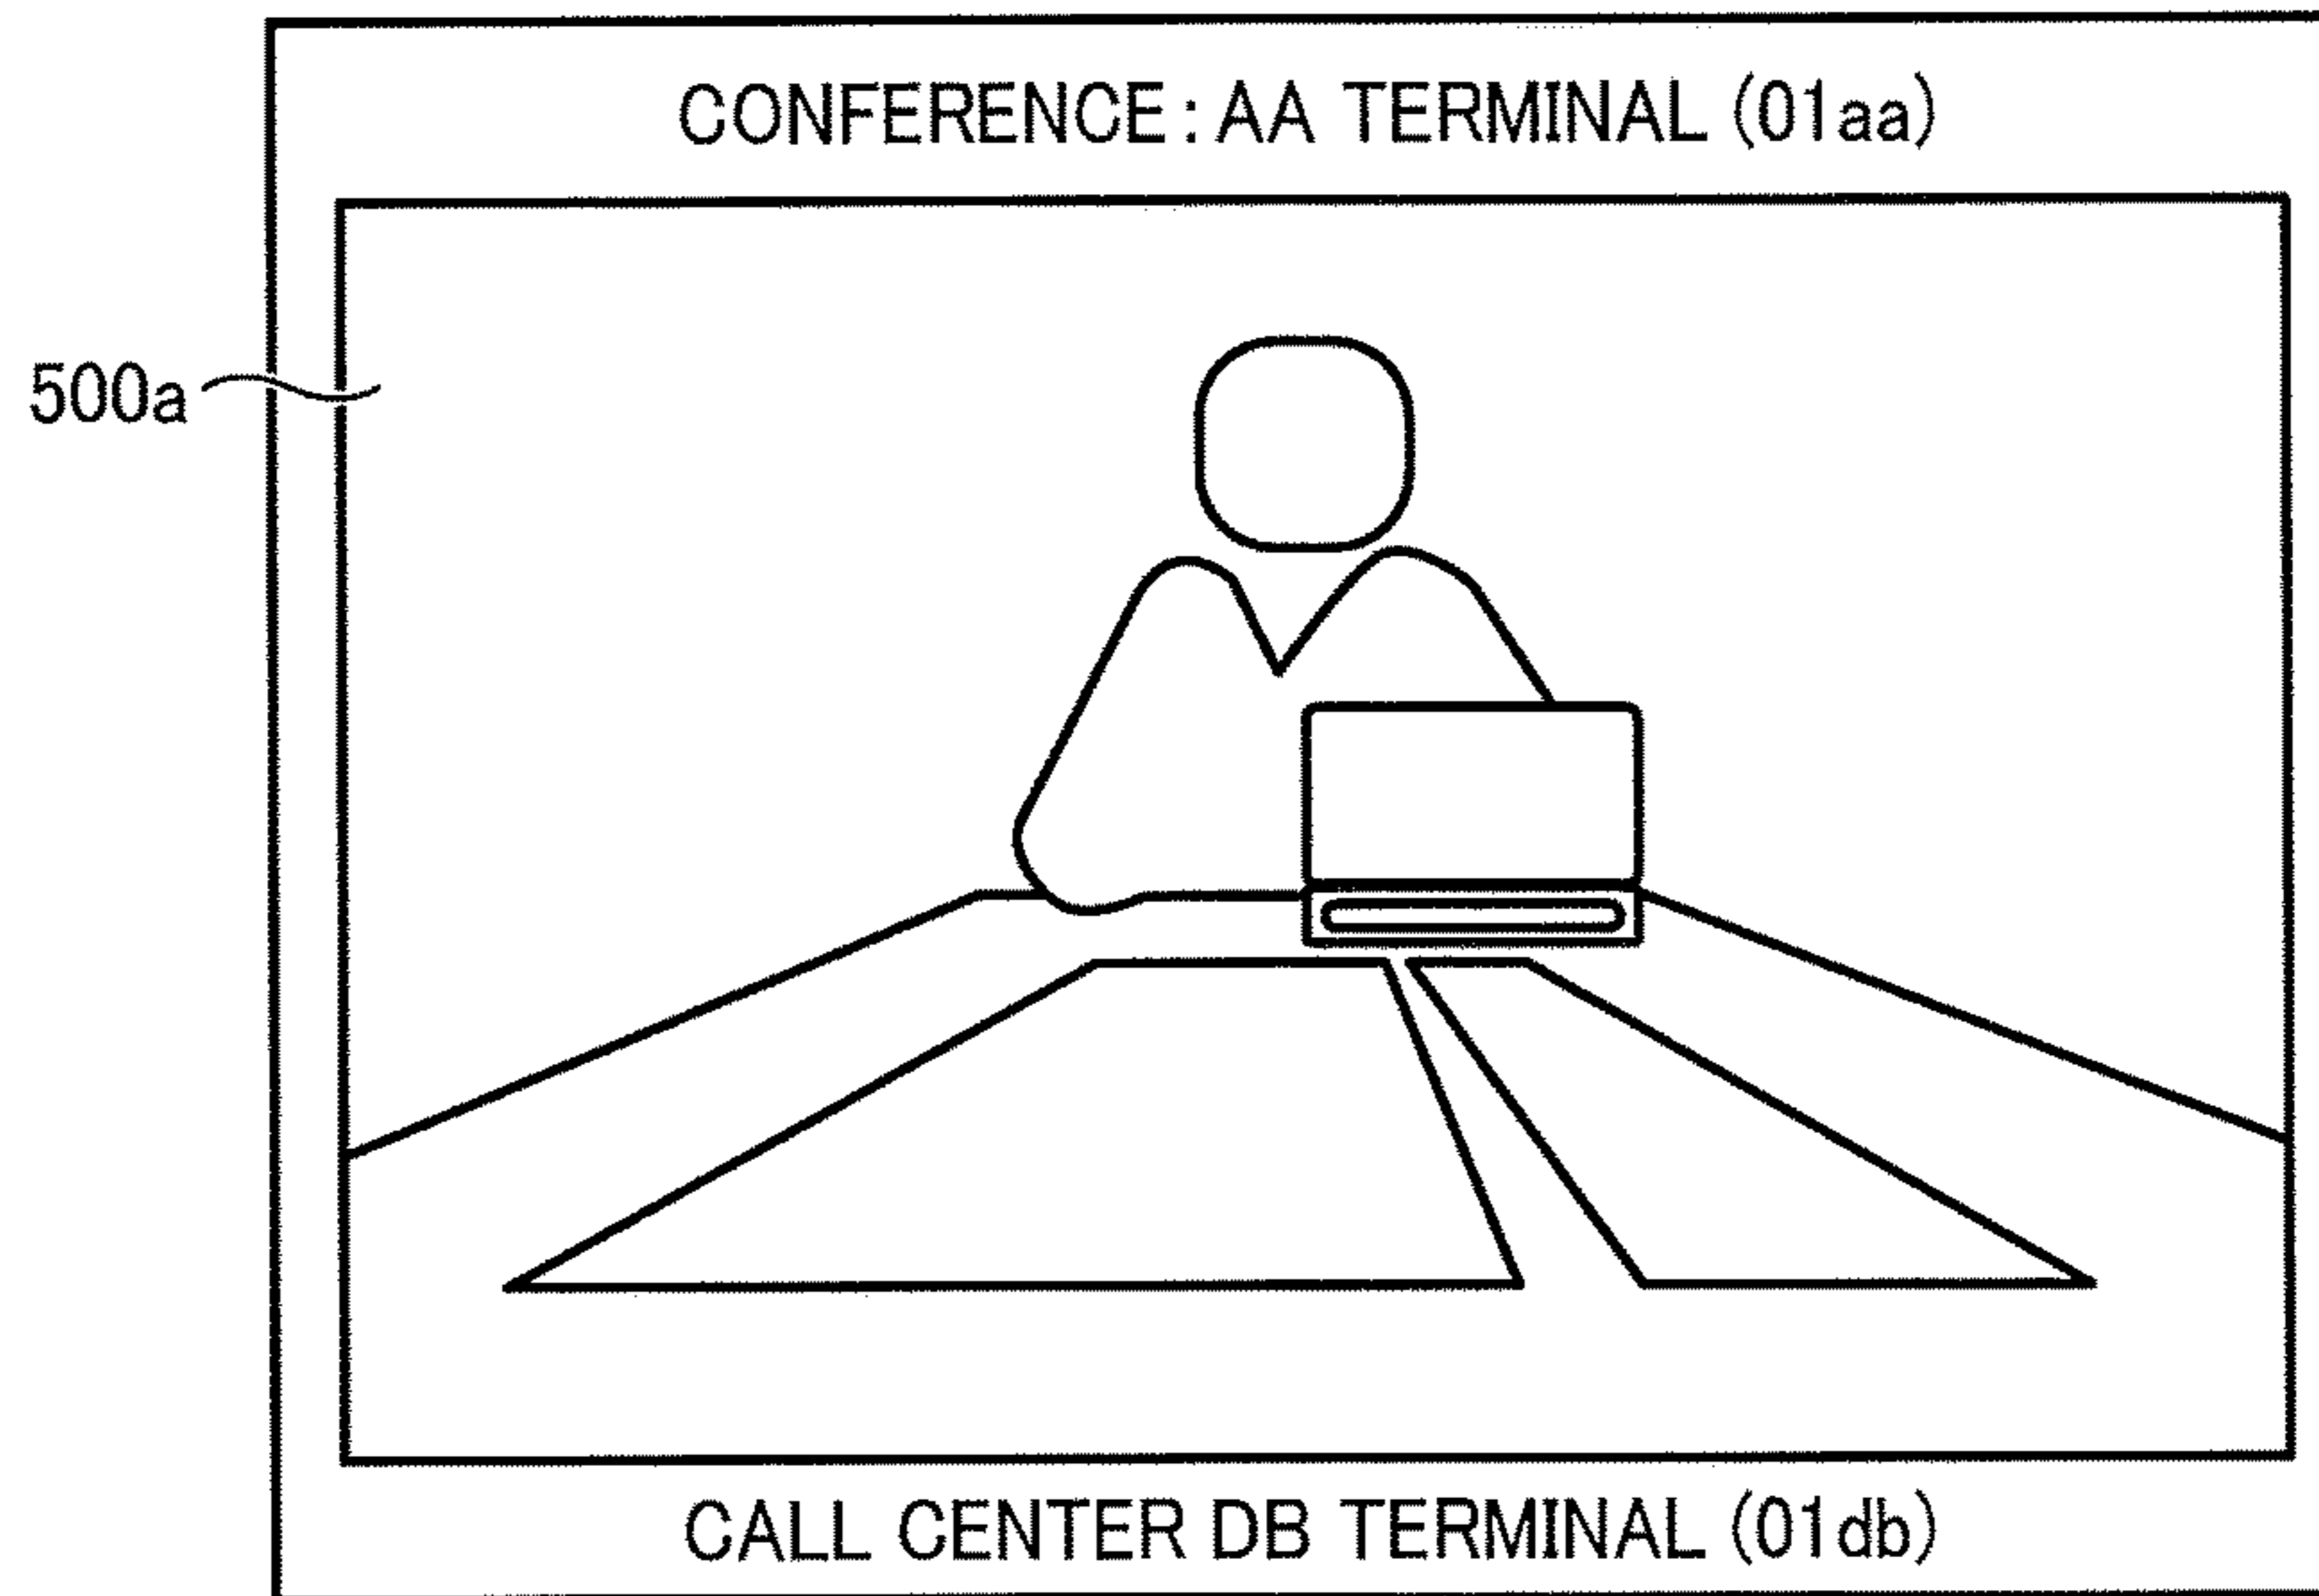 CONFERENCE : AA TERMINAL (01aa)
500a
CALL CENTER DB TERMINAL (01db)